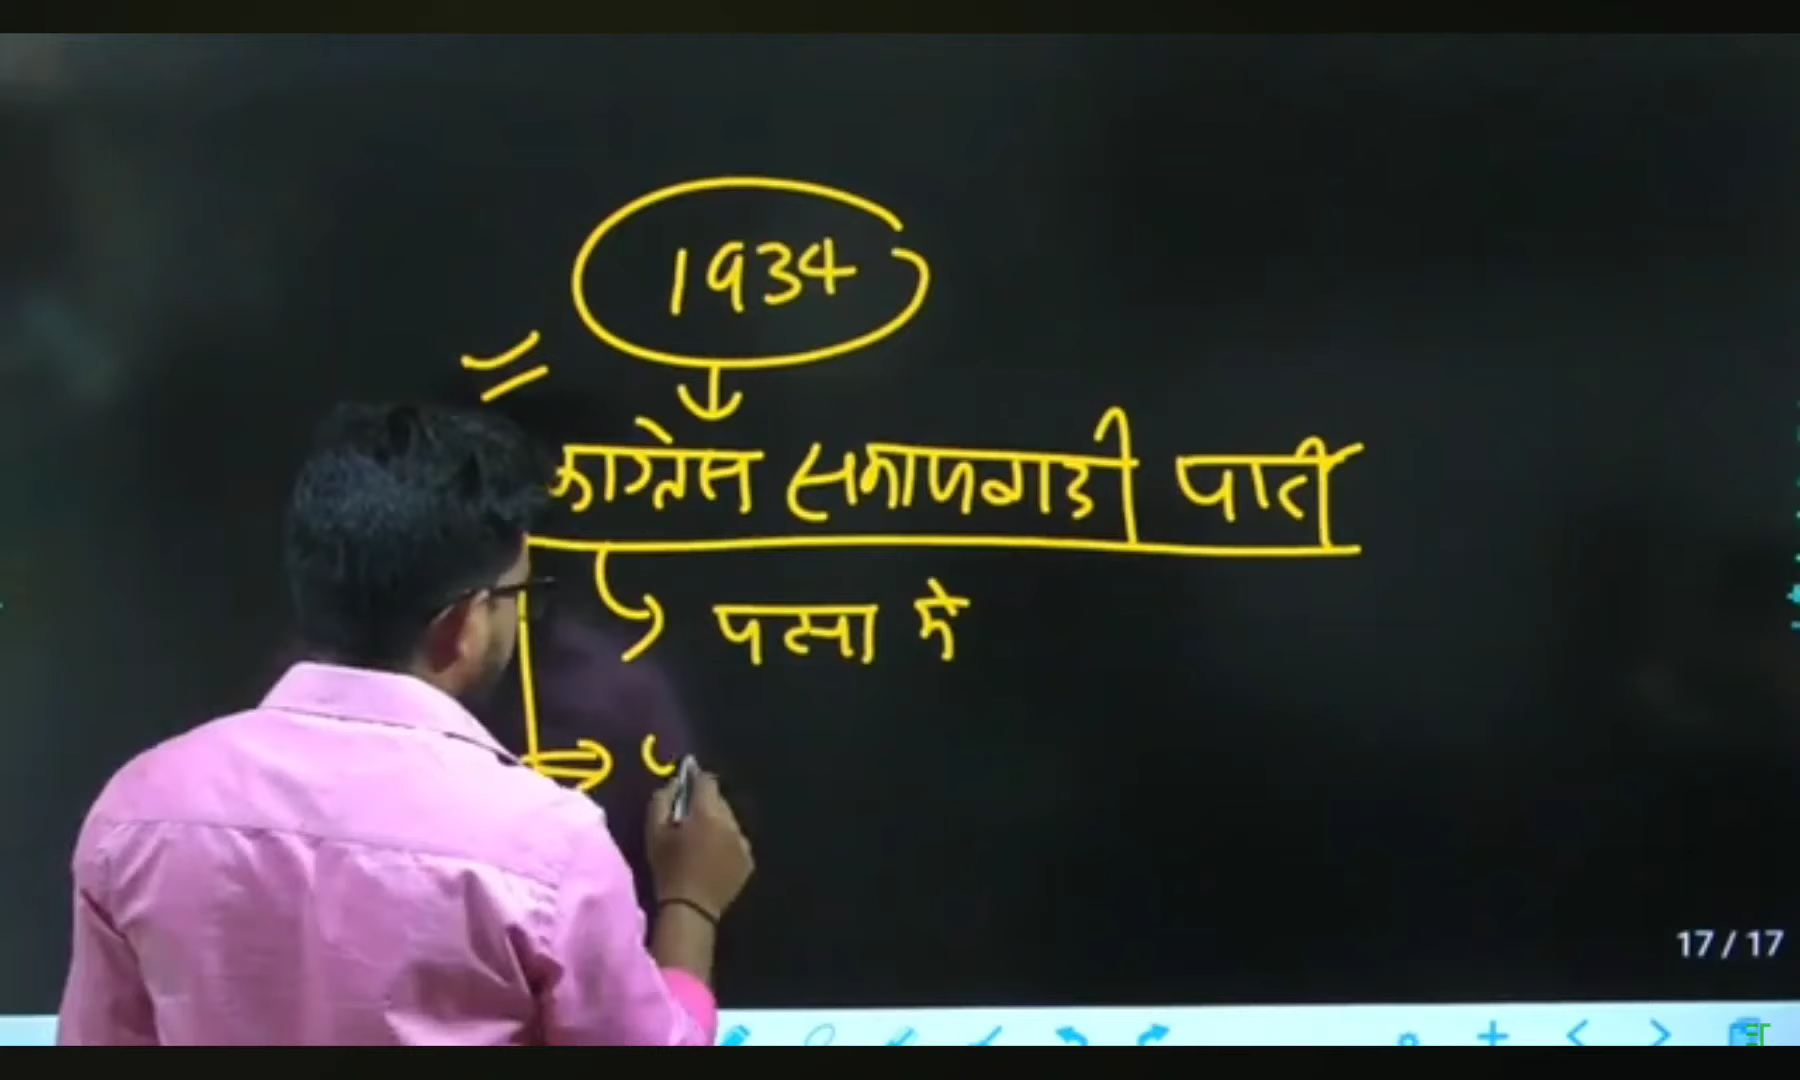 1934
काग्रेस समाजवादी पार्टी
पटना में
17 / 17